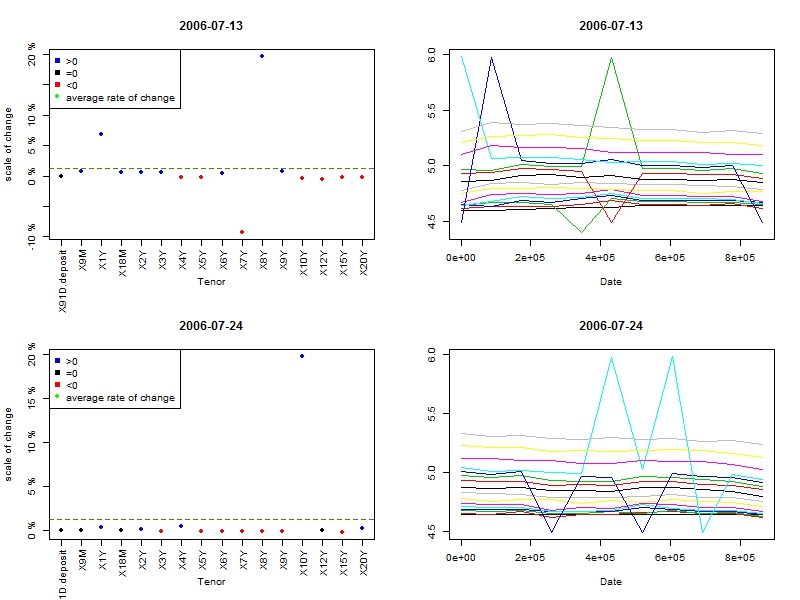 2006-07-13
scale of change
-10 % 0 % 5 % 10 % 20 %
>0
=0
<0
average rate of change
X91D.deposit X9M X1Y X18M X2Y X3Y X4Y X5Y X6Y X7Y X8Y X9Y X10Y X12Y X15Y X20Y
Tenor
2006-07-13
4.5 5.0 5.5 6.0
0e+00 2e+05 4e+05 6e+05 8e+05
Date
2006-07-24
scale of change
0 % 5 % 10 % 15 % 20 %
>0
=0
<0
average rate of change
1D.deposit X9M X1Y X18M X2Y X3Y X4Y X5Y X6Y X7Y X8Y X9Y X10Y X12Y X15Y X20Y
Tenor
2006-07-24
4.5 5.0 5.5 6.0
0e+00 2e+05 4e+05 6e+05 8e+05
Date